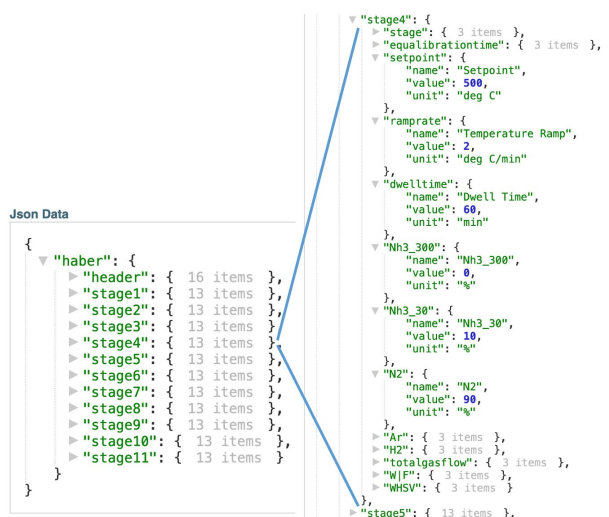 Json Data
{
"haber": {
"header": { 16 items },
"stage1": { 13 items },
"stage2": { 13 items },
"stage3": { 13 items },
"stage4": { 13 items },
"stage5": { 13 items },
"stage6": { 13 items },
"stage7": { 13 items },
"stage8": { 13 items },
"stage9": { 13 items },
"stage10": { 13 items },
"stage11": { 13 items }
}
}
"stage4": {
"stage": { 3 items },
"equalibrationtime": { 3 items },
"setpoint": {
"name": "Setpoint",
"value": 500,
"unit": "deg C"
},
"ramprate": {
"name": "Temperature Ramp",
"value": 2,
"unit": "deg C/min"
},
"dwelltime": {
"name": "Dwell Time",
"value": 60,
"unit": "min"
},
"Nh3_300": {
"name": "Nh3_300",
"value": 0,
"unit": "%"
},
"Nh3_30": {
"name": "Nh3_30",
"value": 10,
"unit": "%"
},
"N2": {
"name": "N2",
"value": 90,
"unit": "%"
},
"Ar": { 3 items },
"H2": { 3 items },
"totalgasflow": { 3 items },
"W|F": { 3 items },
"WHSV": { 3 items }
},
"stage5": { 13 items },